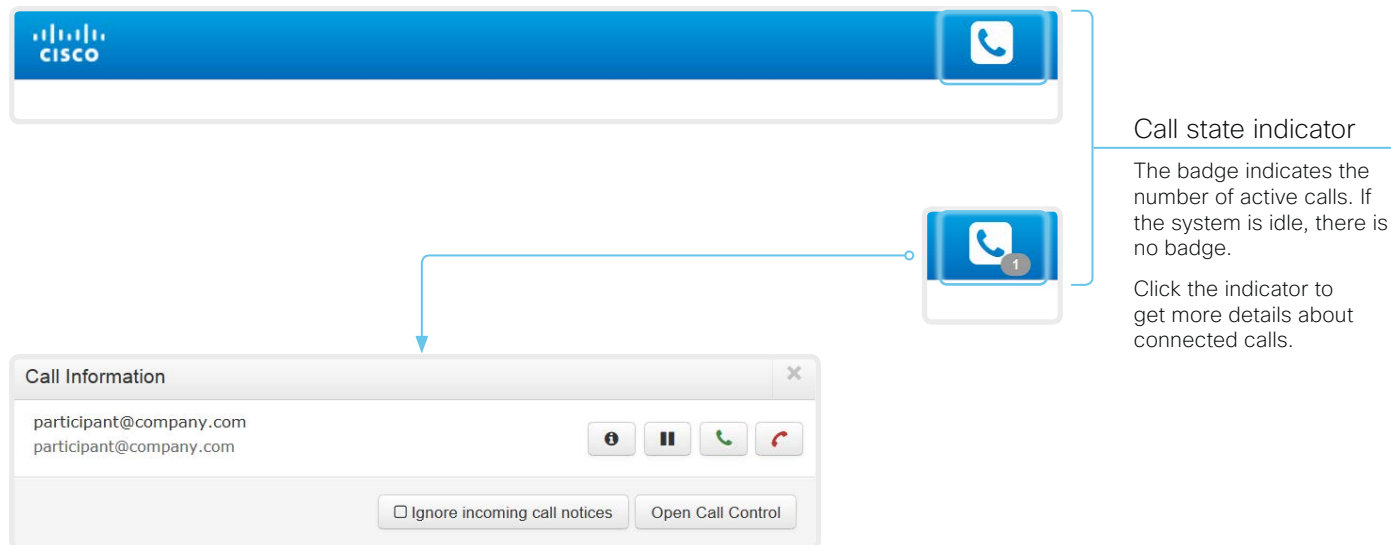 CISCO
Call state indicator
The badge indicates the
number of active calls. If
the system is idle, there is
no badge.
Click the indicator to
get more details about
connected calls.
1
Call Information
participant@company.com
participant@company.com
Ignore incoming call notices
Open Call Control